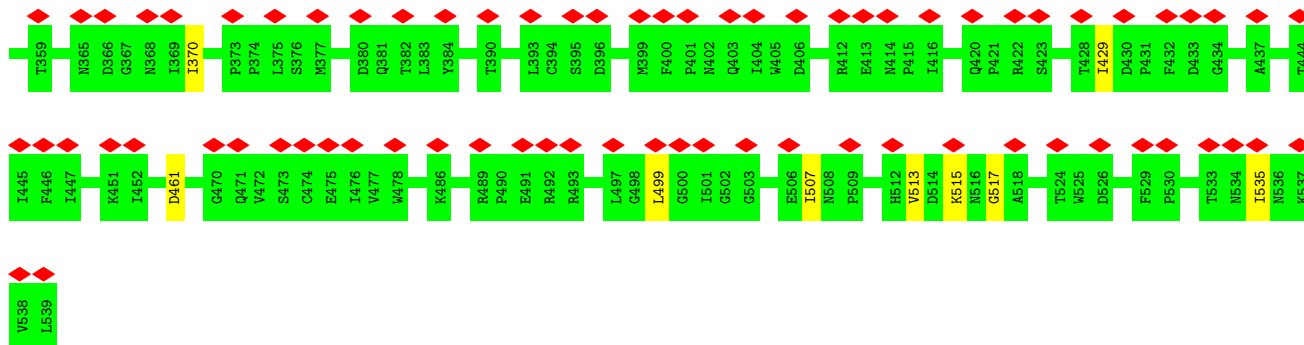 T359 N365 D366 G367 N368 I369 I370 P373 P374 L375 S376 M377 D380 Q381 T382 L383 Y384 T390 L393 C394 S395 D396 M399 F400 P401 N402 Q403 I404 W405 D406 R412 E413 N414 P415 I416 Q420 P421 R422 S423 T428 I429 D430 P431 F432 D433 G434 A437 T444
I445 F446 I447 K451 I452 D461 G470 Q471 V472 S473 C474 E475 I476 V477 W478 K486 R489 P490 E491 R492 R493 L497 G498 L499 G500 I501 G502 G503 E506 I507 N508 P509 H512 V513 D514 K515 N516 G517 A518 T524 W525 D526 F529 P530 T533 N534 I535 N536 K537
V538 L539